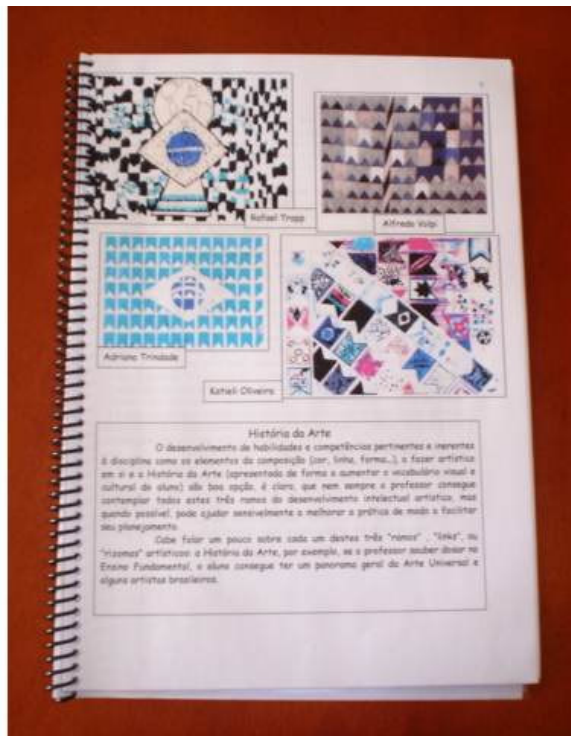 Rafael Trapp
Alfredo Volpi
Adriana Trindade
Katieli Oliveira
História da Arte
O desenvolvimento de habilidades e competências pertinentes e inerentes
à disciplina como os elementos da composição (cor, linha, forma...), o fazer artístico
em si e a História da Arte (apresentada de forma a aumentar o vocabulário visual e
cultural do aluno) são boa opção, é claro, que nem sempre o professor consegue
contemplar todos estes três ramos do desenvolvimento intelectual artístico, mas
quando possível, pode ajudar sensivelmente a melhorar a prática de modo a facilitar
seu planejamento.
Cabe falar um pouco sobre cada um destes três "ramos" , "links", ou
"rizomas" artísticos: a História da Arte, por exemplo, se o professor souber dosar no
Ensino Fundamental, o aluno consegue ter um panorama geral da Arte Universal e
alguns artistas brasileiros.